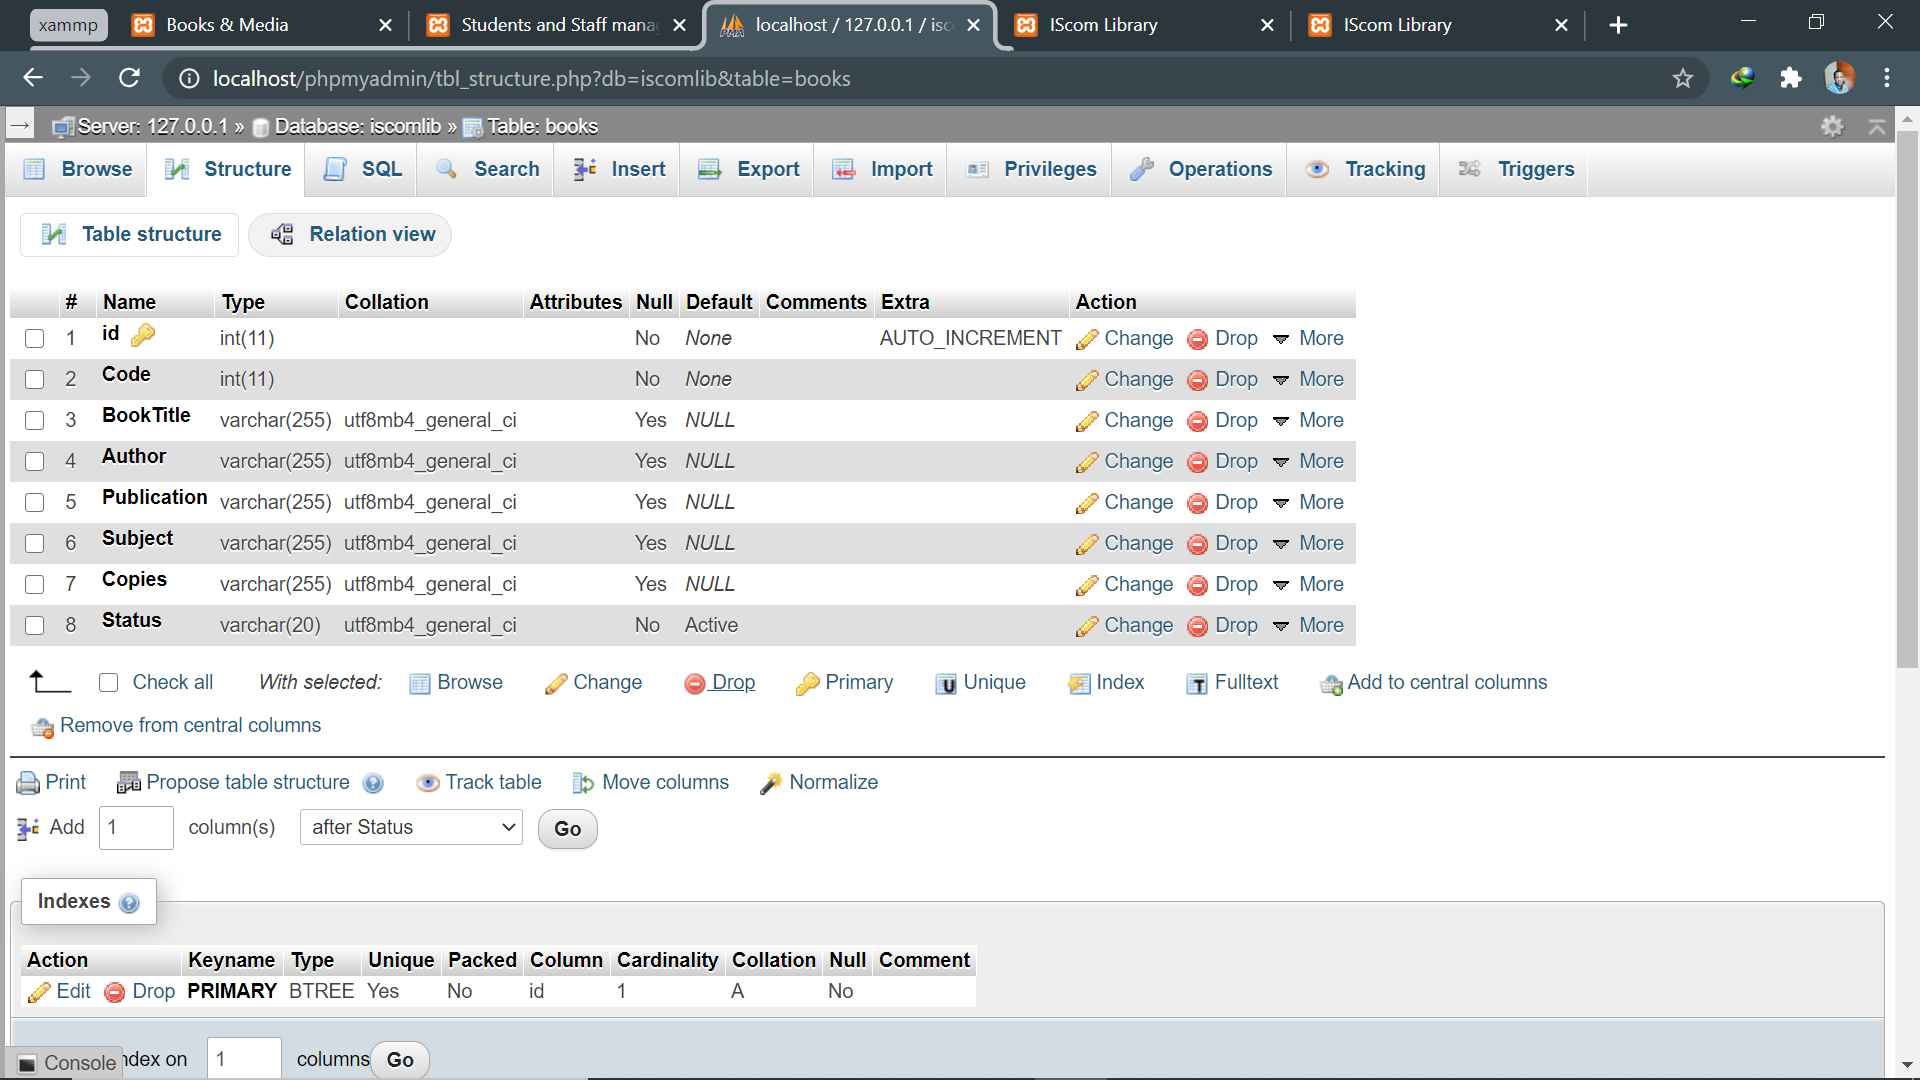 xammp Books & Media Students and Staff mana localhost / 127.0.0.1 / isc IScom Library IScom Library
localhost/phpmyadmin/tbl_structure.php?db=iscomlib&table=books
Server: 127.0.0.1 » Database: iscomlib » Table: books
Browse Structure SQL Search Insert Export Import Privileges Operations Tracking Triggers
Table structure Relation view
# Name Type Collation Attributes Null Default Comments Extra Action
1 id int(11) No None AUTO_INCREMENT Change Drop More
2 Code int(11) No None Change Drop More
3 BookTitle varchar(255) utf8mb4_general_ci Yes NULL Change Drop More
4 Author varchar(255) utf8mb4_general_ci Yes NULL Change Drop More
5 Publication varchar(255) utf8mb4_general_ci Yes NULL Change Drop More
6 Subject varchar(255) utf8mb4_general_ci Yes NULL Change Drop More
7 Copies varchar(255) utf8mb4_general_ci Yes NULL Change Drop More
8 Status varchar(20) utf8mb4_general_ci No Active Change Drop More
Check all With selected: Browse Change Drop Primary Unique Index Fulltext Add to central columns
Remove from central columns
Print Propose table structure Track table Move columns Normalize
Add 1 column(s) after Status Go
Indexes
Action Keyname Type Unique Packed Column Cardinality Collation Null Comment
Edit Drop PRIMARY BTREE Yes No id 1 A No
Console ndex on 1 columns Go